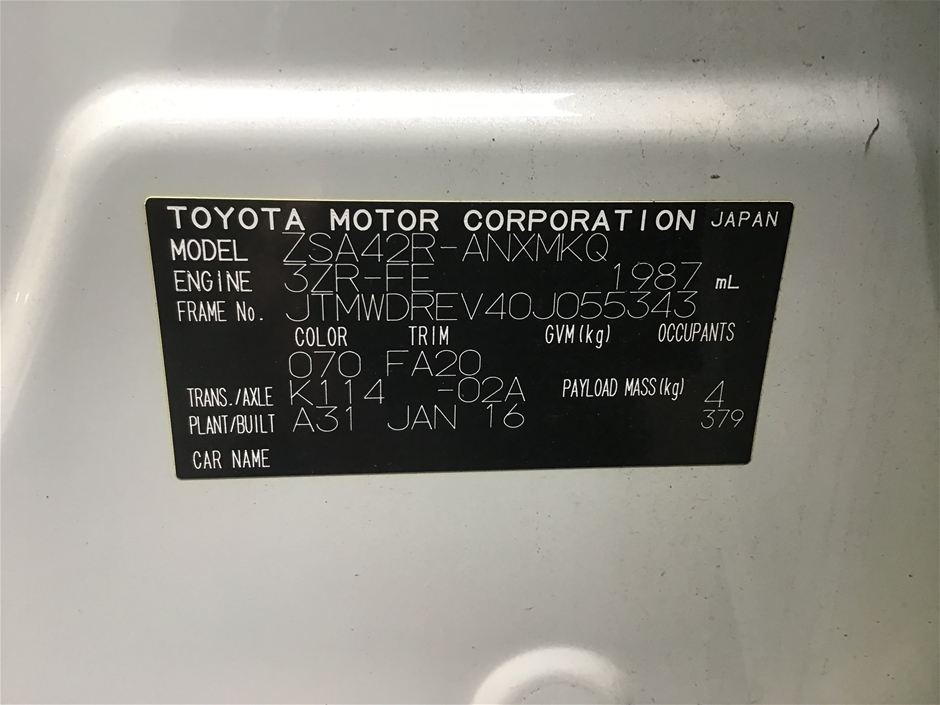 TOYOTA MOTOR CORPORATION JAPAN
MODEL ZSA42R-ANXMKQ
ENGINE 3ZR-FE 1987 mL
FRAME No. JTMWDREV40J055343
COLOR TRIM GVM(kg) OCCUPANTS
070 FA20
TRANS./AXLE K114 -02A PAYLOAD MASS(kg) 4
PLANT/BUILT A31 JAN 16 379
CAR NAME